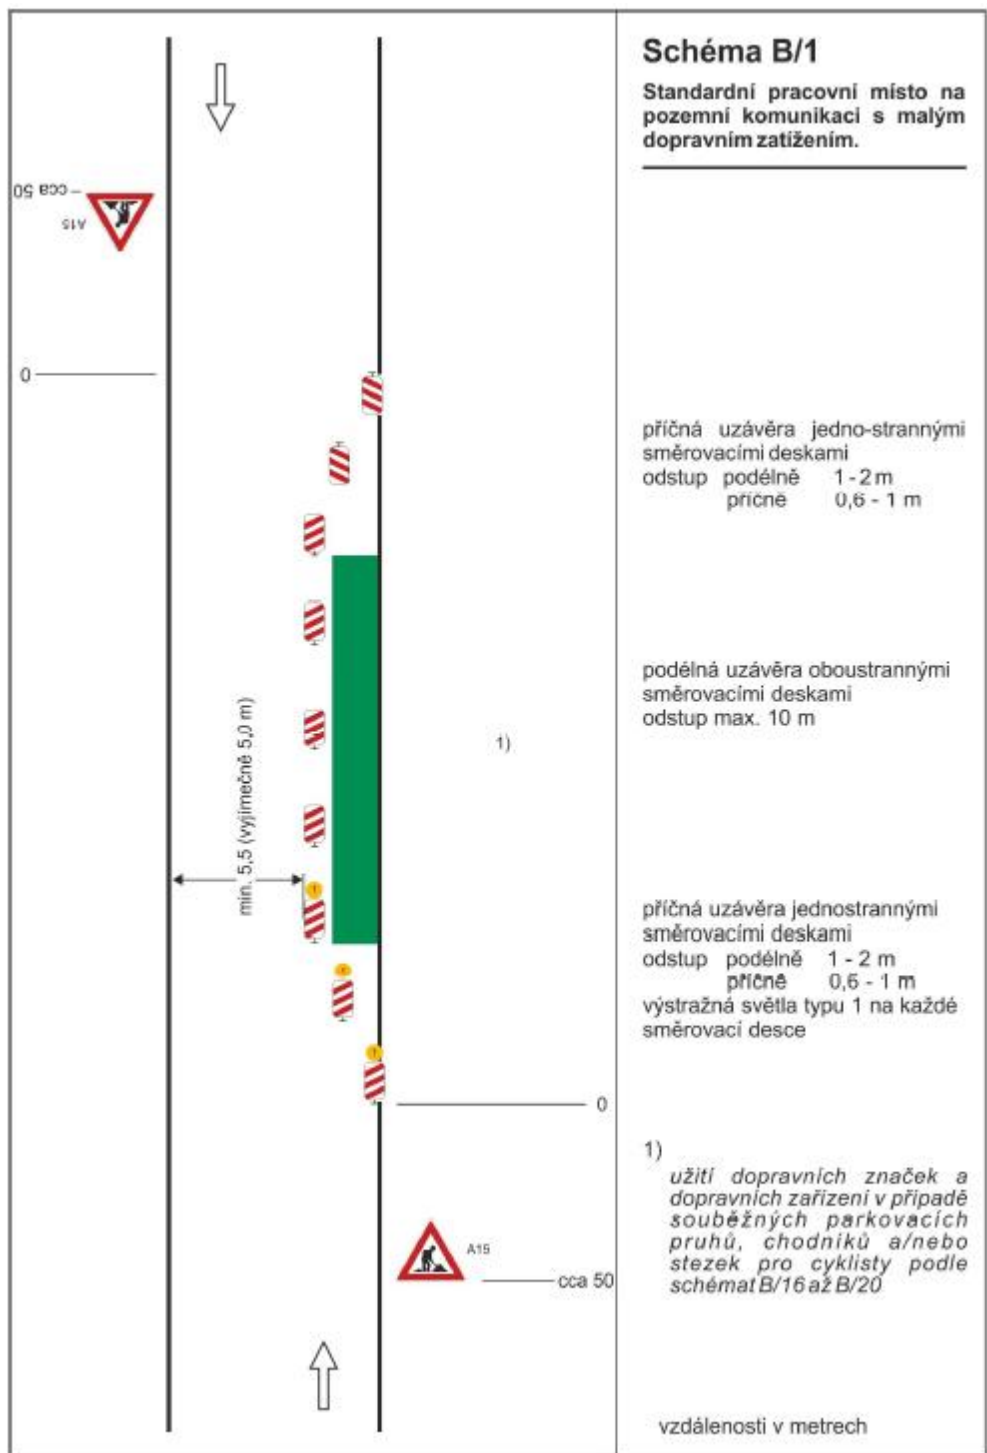 Schéma B/1
Standardní pracovní místo na
pozemní komunikaci s malým
dopravním zatížením.
cca 50
A15
0
příčná uzávěra jedno-strannými
směrovacími deskami
odstup podélně 1 - 2 m
příčně 0,6 - 1 m
podélná uzávěra oboustrannými
směrovacími deskami
odstup max. 10 m
1)
min. 5,5 (vyjímečně 5,0 m)
1
1
1
příčná uzávěra jednostrannými
směrovacími deskami
odstup podélně 1 - 2 m
příčně 0,6 - 1 m
výstražná světla typu 1 na každé
směrovací desce
0
A15
cca 50
1)
užití dopravních značek a
dopravních zařízení v případě
souběžných parkovacích
pruhů, chodníků a/nebo
stezek pro cyklisty podle
schémat B/16 až B/20
vzdálenosti v metrech